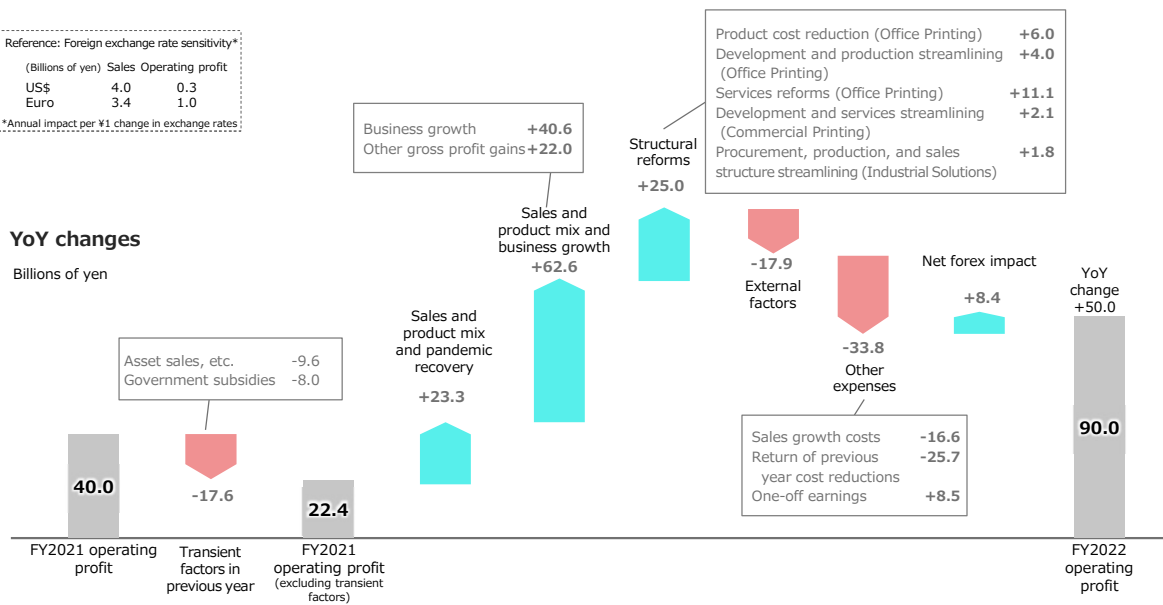 Reference: Foreign exchange rate sensitivity*
(Billions of yen) Sales Operating profit
US$ 4.0 0.3
Euro 3.4 1.0
*Annual impact per ¥1 change in exchange rates
YoY changes
Billions of yen
40.0
FY2021 operating
profit
Asset sales, etc. -9.6
Government subsidies -8.0
-17.6
Transient
factors in
previous year
22.4
FY2021
operating profit
(excluding transient
factors)
Sales and
product mix
and pandemic
recovery
+23.3
Business growth +40.6
Other gross profit gains +22.0
Sales and
product mix and
business growth
+62.6
Structural
reforms
+25.0
Product cost reduction (Office Printing) +6.0
Development and production streamlining +4.0
(Office Printing)
Services reforms (Office Printing) +11.1
Development and services streamlining +2.1
(Commercial Printing)
Procurement, production, and sales +1.8
structure streamlining (Industrial Solutions)
-17.9
External
factors
-33.8
Other
expenses
Sales growth costs -16.6
Return of previous -25.7
year cost reductions
One-off earnings +8.5
Net forex impact
+8.4
YoY
change
+50.0
90.0
FY2022
operating
profit